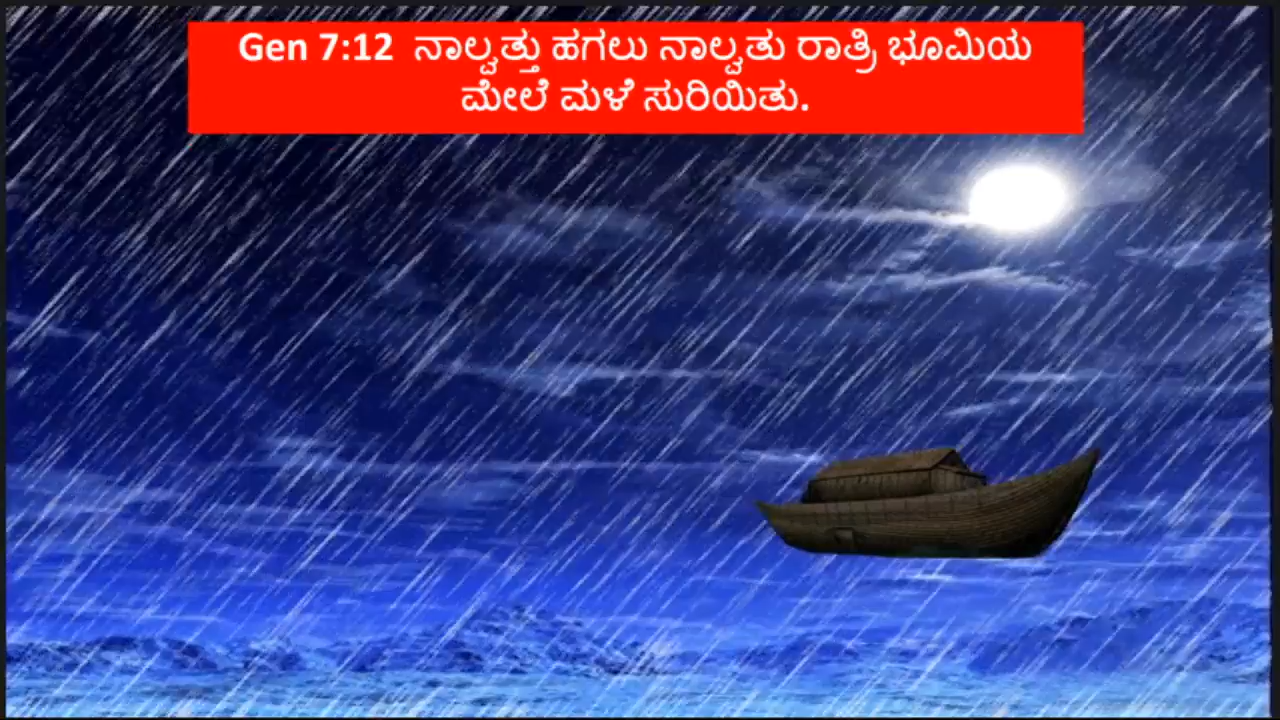 Gen 7:12 ನಾಲ್ವತ್ತು ಹಗಲು ನಾಲ್ವತು ರಾತ್ರಿ ಭೂಮಿಯ
ಮೇಲೆ ಮಳೆ ಸುರಿಯಿತು.